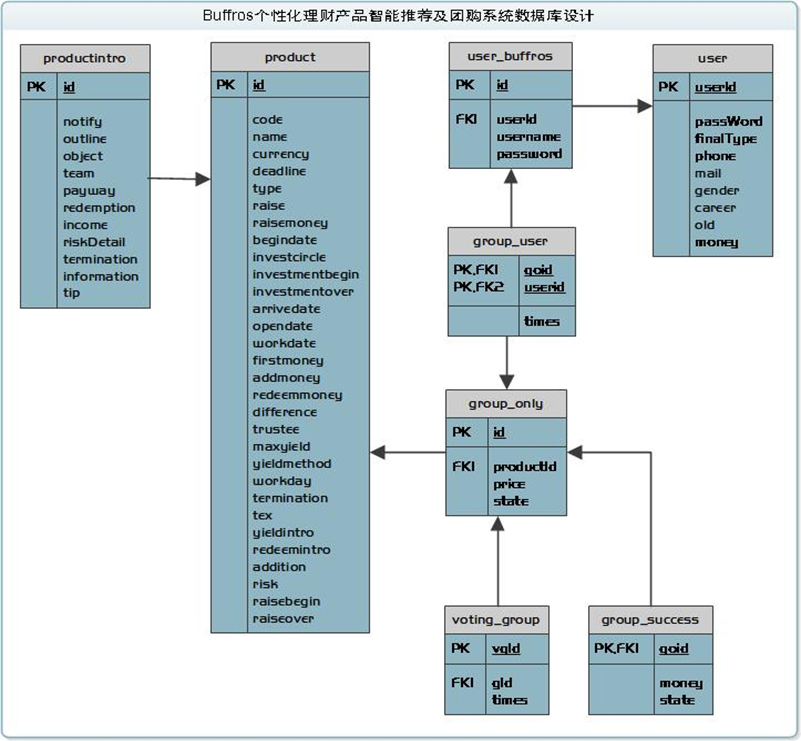 Buffros个性化理财产品智能推荐及团购系统数据库设计
productintro
PK id
notify
outline
object
team
payway
redemption
income
riskDetail
termination
information
tip
product
PK id
code
name
currency
deadline
type
raise
raisemoney
begindate
investcircle
investmentbegin
investmentover
arrivedate
opendate
workdate
firstmoney
addmoney
redeemmoney
difference
trustee
maxyield
yieldmethod
workday
termination
tex
yieldintro
redeemintro
addition
risk
raisebegin
raiseover
user_buffros
PK id
FK1 userId
username
password
user
PK userId
passWord
finalType
phone
mail
gender
career
old
money
group_user
PK,FK1 goid
PK,FK2 userid
times
group_only
PK id
FK1 productId
price
state
voting_group
PK vgId
FK1 gId
times
group_success
PK,FK1 goid
money
state